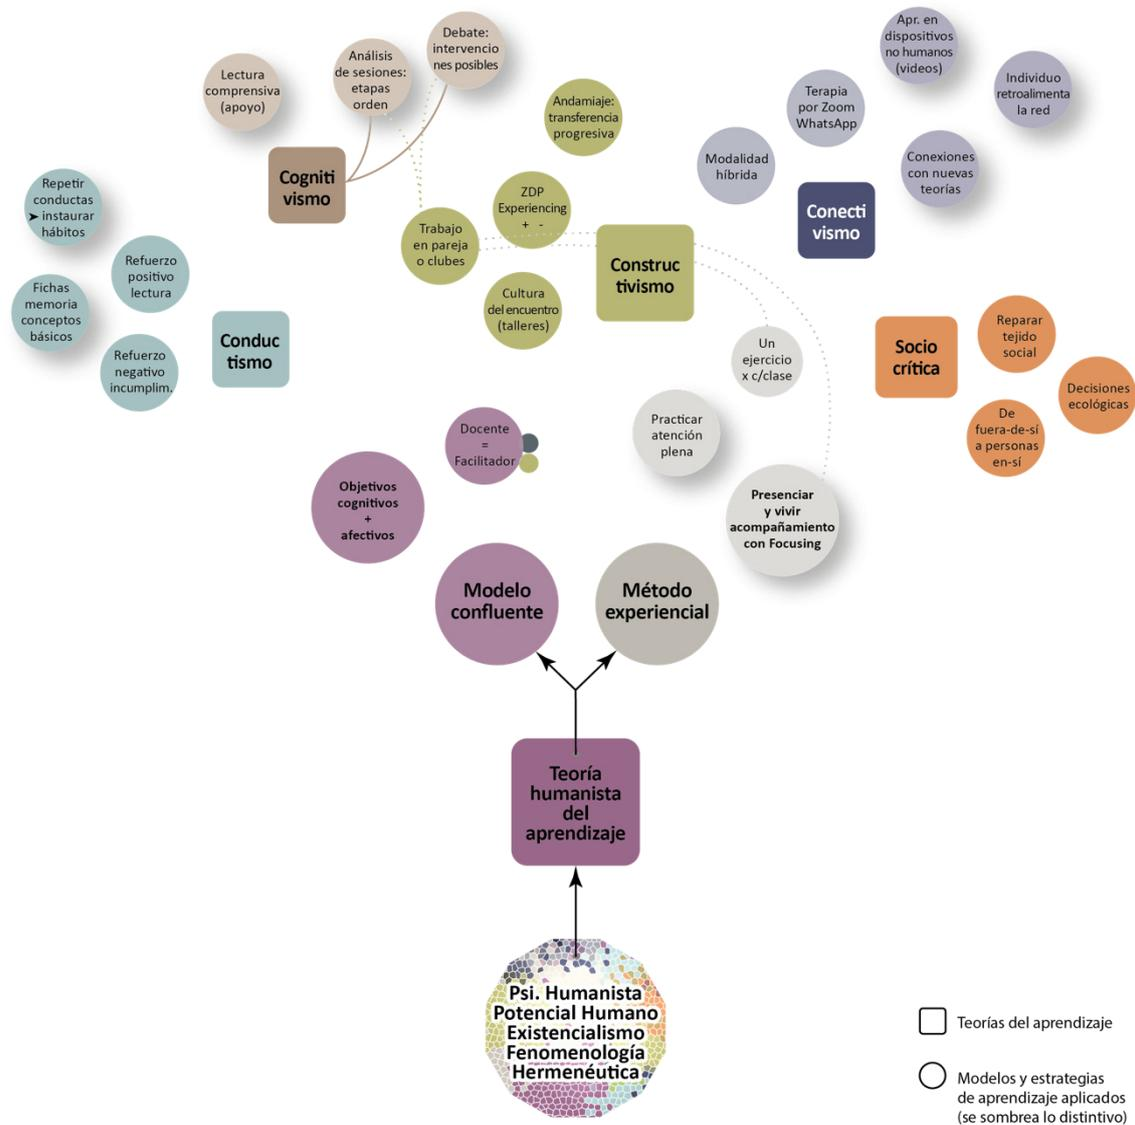 Lectura
comprensiva
(apoyo)
Análisis
de sesiones:
etapas
orden
Debate:
intervencio
nes posibles
Cogniti
vismo
Andamiaje:
transferencia
progresiva
ZDP
Experiencing
+ -
Trabajo
en pareja
o clubes
Cultura
del encuentro
(talleres)
Construc
tivismo
Apr. en
dispositivos
no humanos
(videos)
Individuo
retroalimenta
la red
Terapia
por Zoom
WhatsApp
Modalidad
híbrida
Conexiones
con nuevas
teorías
Conecti
vismo
Repetir
conductas
➤ instaurar
hábitos
Refuerzo
positivo
lectura
Fichas
memoria
conceptos
básicos
Refuerzo
negativo
incumplim.
Conduc
tismo
Socio
crítica
Reparar
tejido
social
Decisiones
ecológicas
De
fuera-de-sí
a personas
en-sí
Un
ejercicio
x c/clase
Practicar
atención
plena
Presenciar
y vivir
acompañamiento
con Focusing
Docente
=
Facilitador
Objetivos
cognitivos
+
afectivos
Modelo
confluente
Método
experiencial
Teoría
humanista
del
aprendizaje
Psi. Humanista
Potencial Humano
Existencialismo
Fenomenología
Hermenéutica
Teorías del aprendizaje
Modelos y estrategias
de aprendizaje aplicados
(se sombrea lo distintivo)